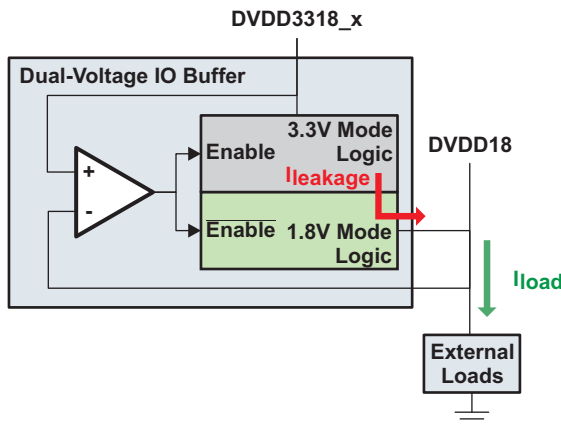 DVDD3318_x
Dual-Voltage IO Buffer
3.3V Mode
Logic
Enable
DVDD18
Ileakage
+
-
Enable
1.8V Mode
Logic
Iload
External
Loads